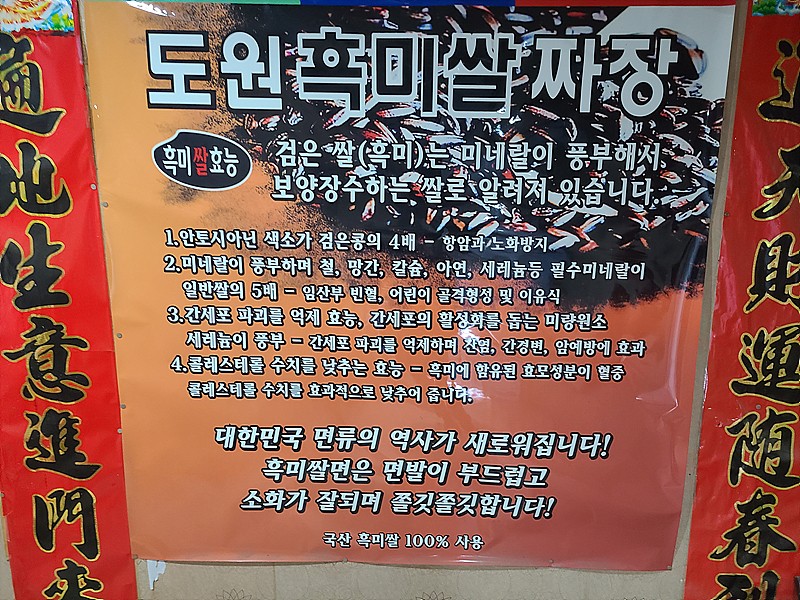 도원흑미쌀짜장
흑미쌀효능
검은 쌀(흑미)는 미네랄이 풍부해서
보양장수하는 쌀로 알려져 있습니다.
1.안토시아닌 색소가 검은콩의 4배 - 항암과 노화방지
2.미네랄이 풍부하며 철, 망간, 칼슘, 아연, 세레늄등 필수미네랄이
일반쌀의 5배 - 임산부 빈혈, 어린이 골격형성 및 이유식
3.간세포 파괴를 억제 효능, 간세포의 활성화를 돕는 미량원소
세레늄이 풍부 - 간세포 파괴를 억제하며 간염, 간경변, 암예방에 효과
4.콜레스테롤 수치를 낮추는 효능 - 흑미에 함유된 효모성분이 혈중
콜레스테롤 수치를 효과적으로 낮추어 줍니다.
대한민국 면류의 역사가 새로워집니다!
흑미쌀면은 면발이 부드럽고
소화가 잘되며 쫄깃쫄깃합니다!
국산 흑미쌀 100% 사용
遍地生意進門來
天財運随春到